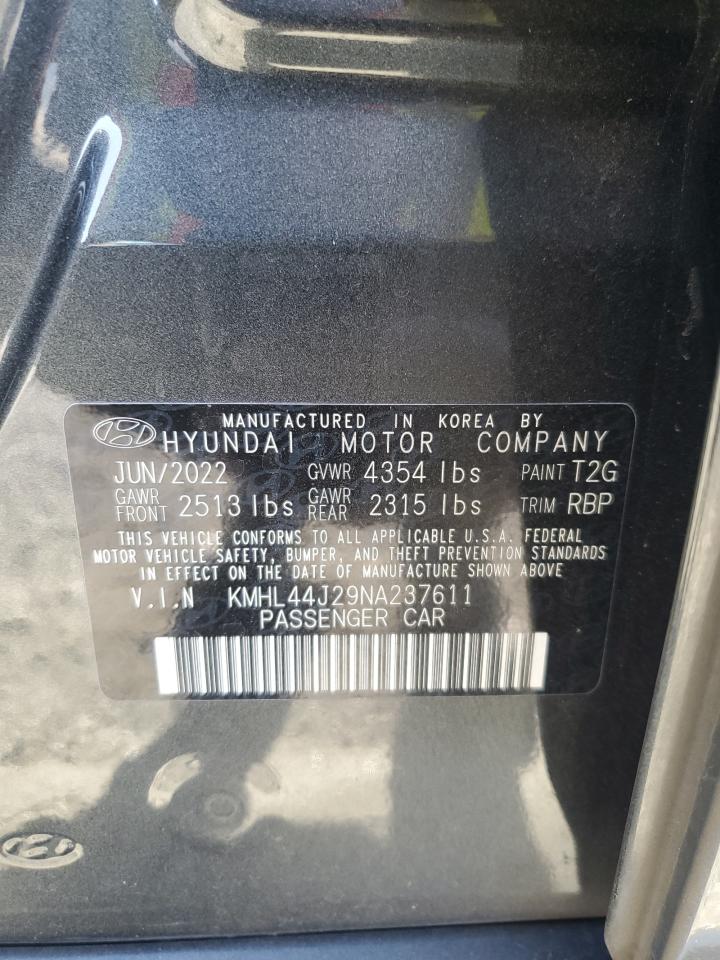 MANUFACTURED IN KOREA BY
HYUNDAI MOTOR COMPANY
JUN/2022 GVWR 4354 lbs PAINT T2G
GAWR FRONT 2513 lbs GAWR REAR 2315 lbs TRIM RBP
THIS VEHICLE CONFORMS TO ALL APPLICABLE U.S.A. FEDERAL
MOTOR VEHICLE SAFETY, BUMPER, AND THEFT PREVENTION STANDARDS
IN EFFECT ON THE DATE OF MANUFACTURE SHOWN ABOVE
V.I.N KMHL44J29NA237611
PASSENGER CAR